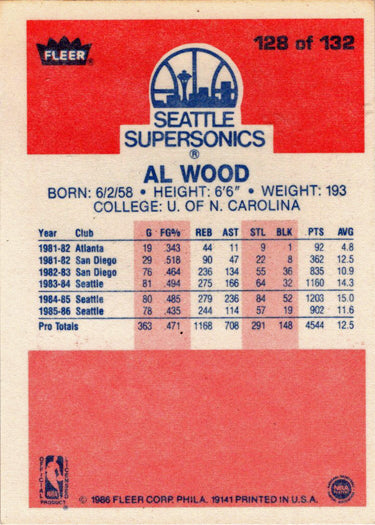 FLEER
128 of 132
SEATTLE
SUPERSONICS
®
AL WOOD
BORN: 6/2/58 • HEIGHT: 6'6" • WEIGHT: 193
COLLEGE: U. OF N. CAROLINA
Year Club G FG% REB AST STL BLK PTS AVG
1981-82 Atlanta 19 .343 44 11 9 1 92 4.8
1981-82 San Diego 29 .518 90 47 22 8 362 12.5
1982-83 San Diego 76 .464 236 134 55 36 835 10.9
1983-84 Seattle 81 .494 275 166 64 32 1160 14.3
1984-85 Seattle 80 .485 279 236 84 52 1203 15.0
1985-86 Seattle 78 .435 244 114 57 19 902 11.6
Pro Totals 363 .471 1168 708 291 148 4544 12.5
OFFICIAL NBA PRODUCT
© 1986 FLEER CORP. PHILA. 19141 PRINTED IN U.S.A.